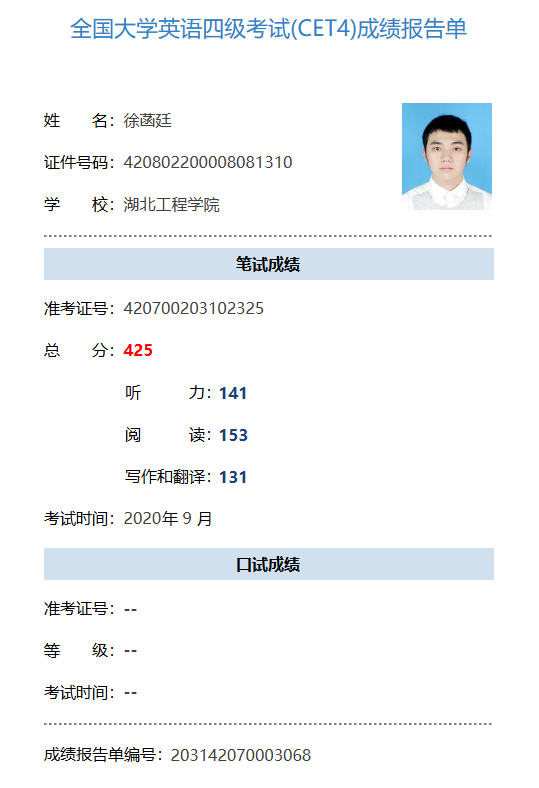 全国大学英语四级考试(CET4)成绩报告单
姓 名：徐菡廷
证件号码：420802200008081310
学 校：湖北工程学院
笔试成绩
准考证号：420700203102325
总 分：425
听 力：141
阅 读：153
写作和翻译：131
考试时间：2020年 9 月
口试成绩
准考证号：--
等 级：--
考试时间：--
成绩报告单编号：203142070003068